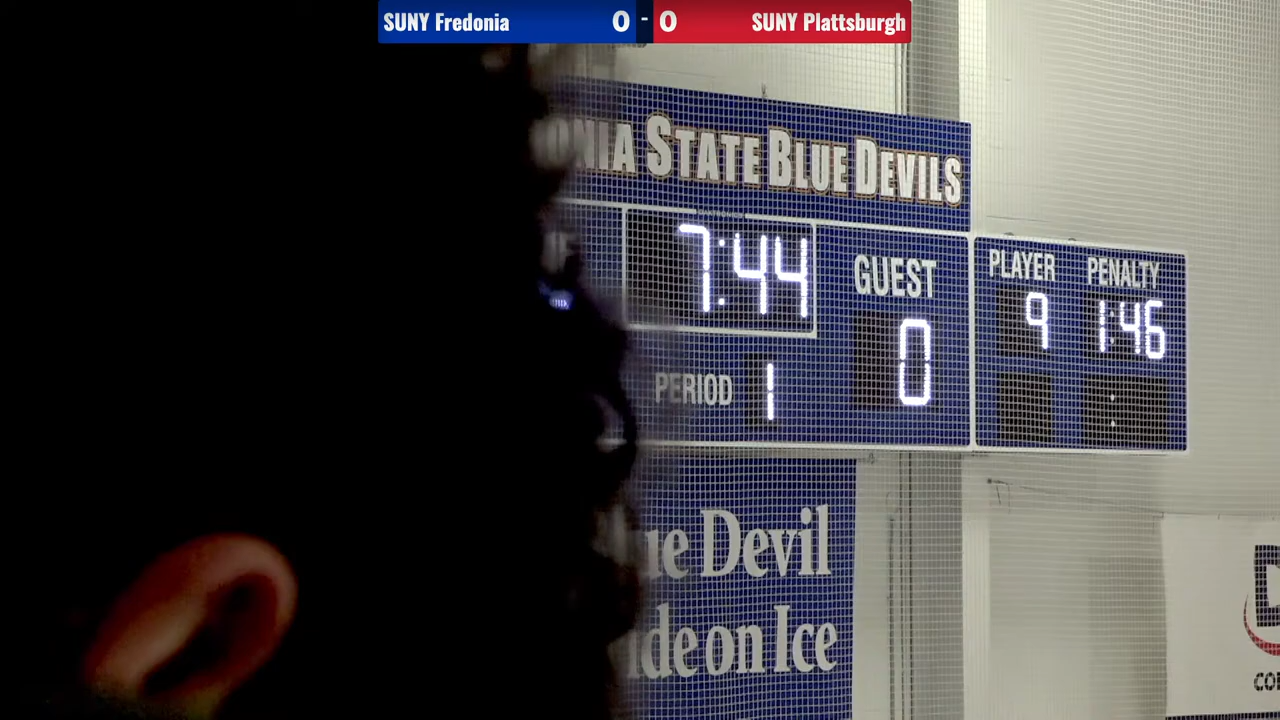 SUNY Fredonia 0 - 0 SUNY Plattsburgh
STATE BLUE DEVILS
7:44
GUEST
0
PERIOD 1
PLAYER PENALTY
9 1:46
Devil
on Ice